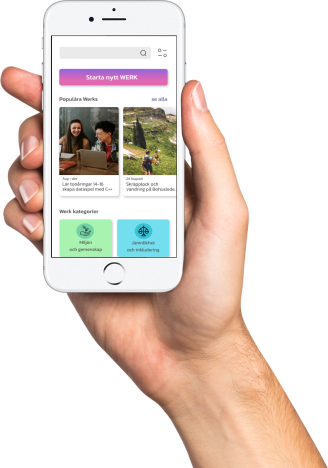 Starta nytt WERK
Populära Werks
se alla
Aug - dec
Lär tonåringar 14-16
skapa dataspel med C++
24 Augusti
Skräpplock och
vandring på Bohusleden
Werk kategorier
Miljön
och gemenskap
Jämlikhet
och inkludering